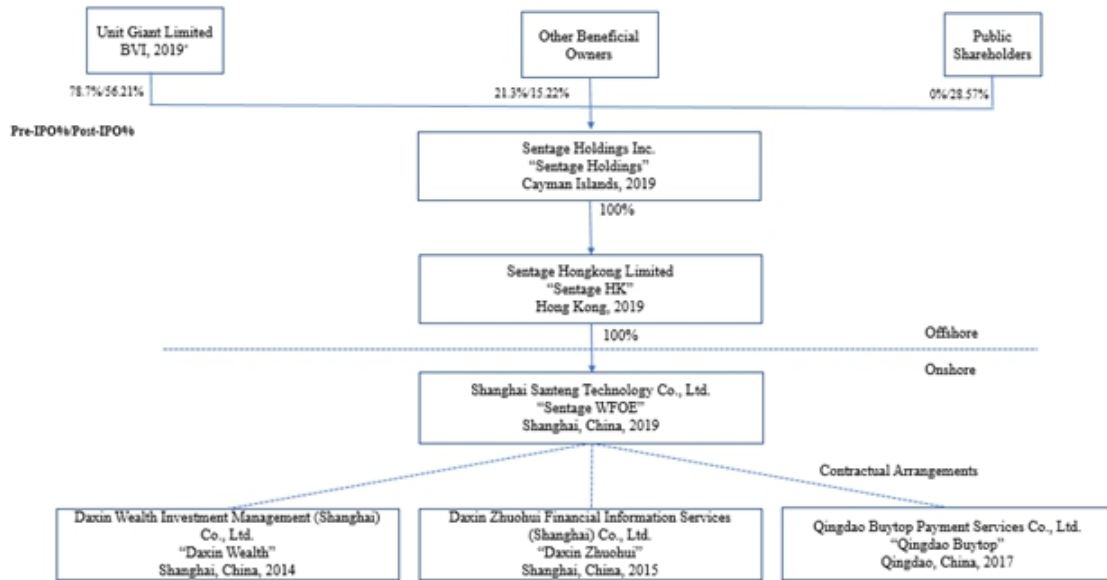 Unit Giant Limited
BVI, 2019*
Other Beneficial
Owners
Public
Shareholders
78.7%/56.21%
21.3%/15.22%
0%/28.57%
Pre-IPO%/Post-IPO%
Sentage Holdings Inc.
“Sentage Holdings”
Cayman Islands, 2019
100%
Sentage Hongkong Limited
“Sentage HK”
Hong Kong, 2019
100%
Offshore
Onshore
Shanghai Santeng Technology Co., Ltd.
“Sentage WFOE”
Shanghai, China, 2019
Contractual Arrangements
Daxin Wealth Investment Management (Shanghai)
Co., Ltd.
“Daxin Wealth”
Shanghai, China, 2014
Daxin Zhuohui Financial Information Services
(Shanghai) Co., Ltd.
“Daxin Zhuohui”
Shanghai, China, 2015
Qingdao Buytop Payment Services Co., Ltd.
“Qingdao Buytop”
Qingdao, China, 2017